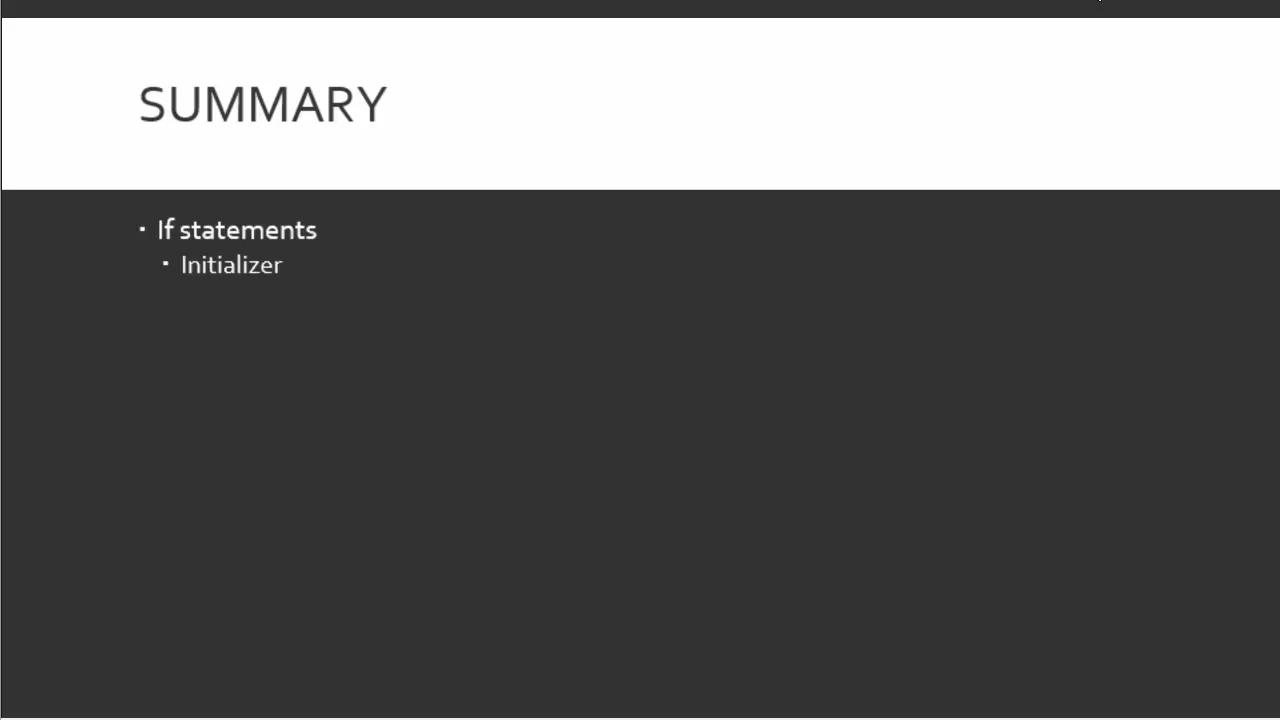 SUMMARY
▪ If statements
▪ Initializer